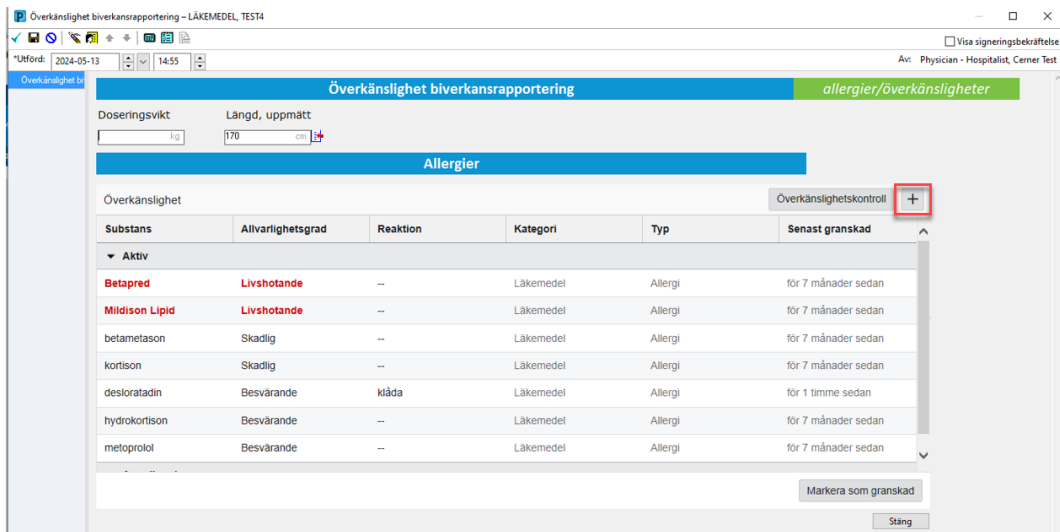 Överkänslighet biverkansrapportering – LÄKEMEDEL, TEST4
Visa signeringsbekräftelse
*Utförd: 2024-05-13 14:55 Av: Physician - Hospitalist, Cerner Test
Överkänslighet bi
Överkänslighet biverkansrapportering allergier/överkänsligheter
Doseringsvikt Längd, uppmätt
kg 170 cm
Allergier
Överkänslighet Överkänslighetskontroll +
Substans Allvarlighetsgrad Reaktion Kategori Typ Senast granskad
Aktiv
Betapred Livshotande -- Läkemedel Allergi för 7 månader sedan
Mildison Lipid Livshotande -- Läkemedel Allergi för 7 månader sedan
betametason Skadlig -- Läkemedel Allergi för 7 månader sedan
kortison Skadlig -- Läkemedel Allergi för 7 månader sedan
desloratadin Besvärande klåda Läkemedel Allergi för 1 timme sedan
hydrokortison Besvärande -- Läkemedel Allergi för 7 månader sedan
metoprolol Besvärande -- Läkemedel Allergi för 7 månader sedan
Markera som granskad
Stäng